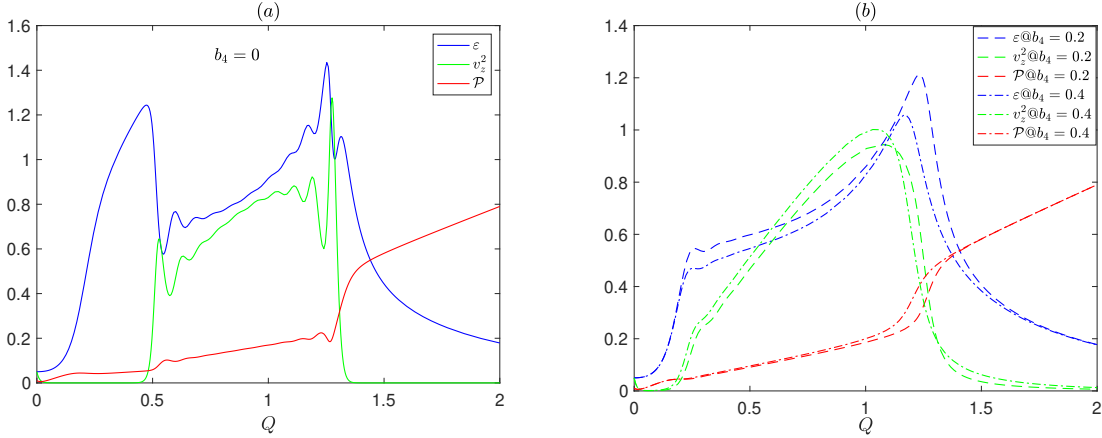 (a)
b₄ = 0
ε
v_z²
𝒫
1.6
1.4
1.2
1
0.8
0.6
0.4
0.2
0
0 0.5 1 1.5 2
Q
(b)
ε@b₄ = 0.2
v_z²@b₄ = 0.2
𝒫@b₄ = 0.2
ε@b₄ = 0.4
v_z²@b₄ = 0.4
𝒫@b₄ = 0.4
1.4
1.2
1
0.8
0.6
0.4
0.2
0
0 0.5 1 1.5 2
Q